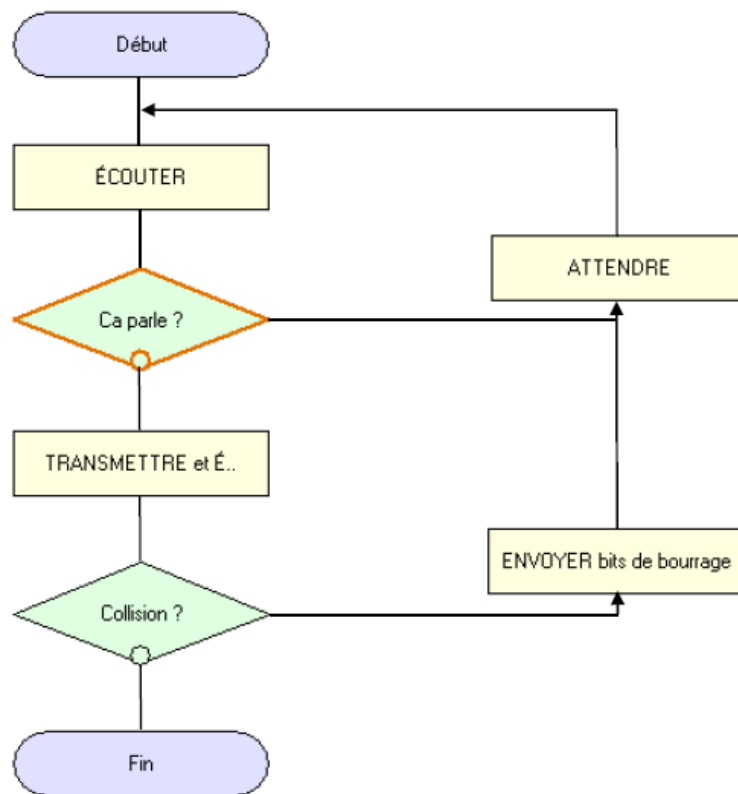 Début
ÉCOUTER
ATTENDRE
Ca parle ?
TRANSMETTRE et É..
ENVOYER bits de bourrage
Collision ?
Fin